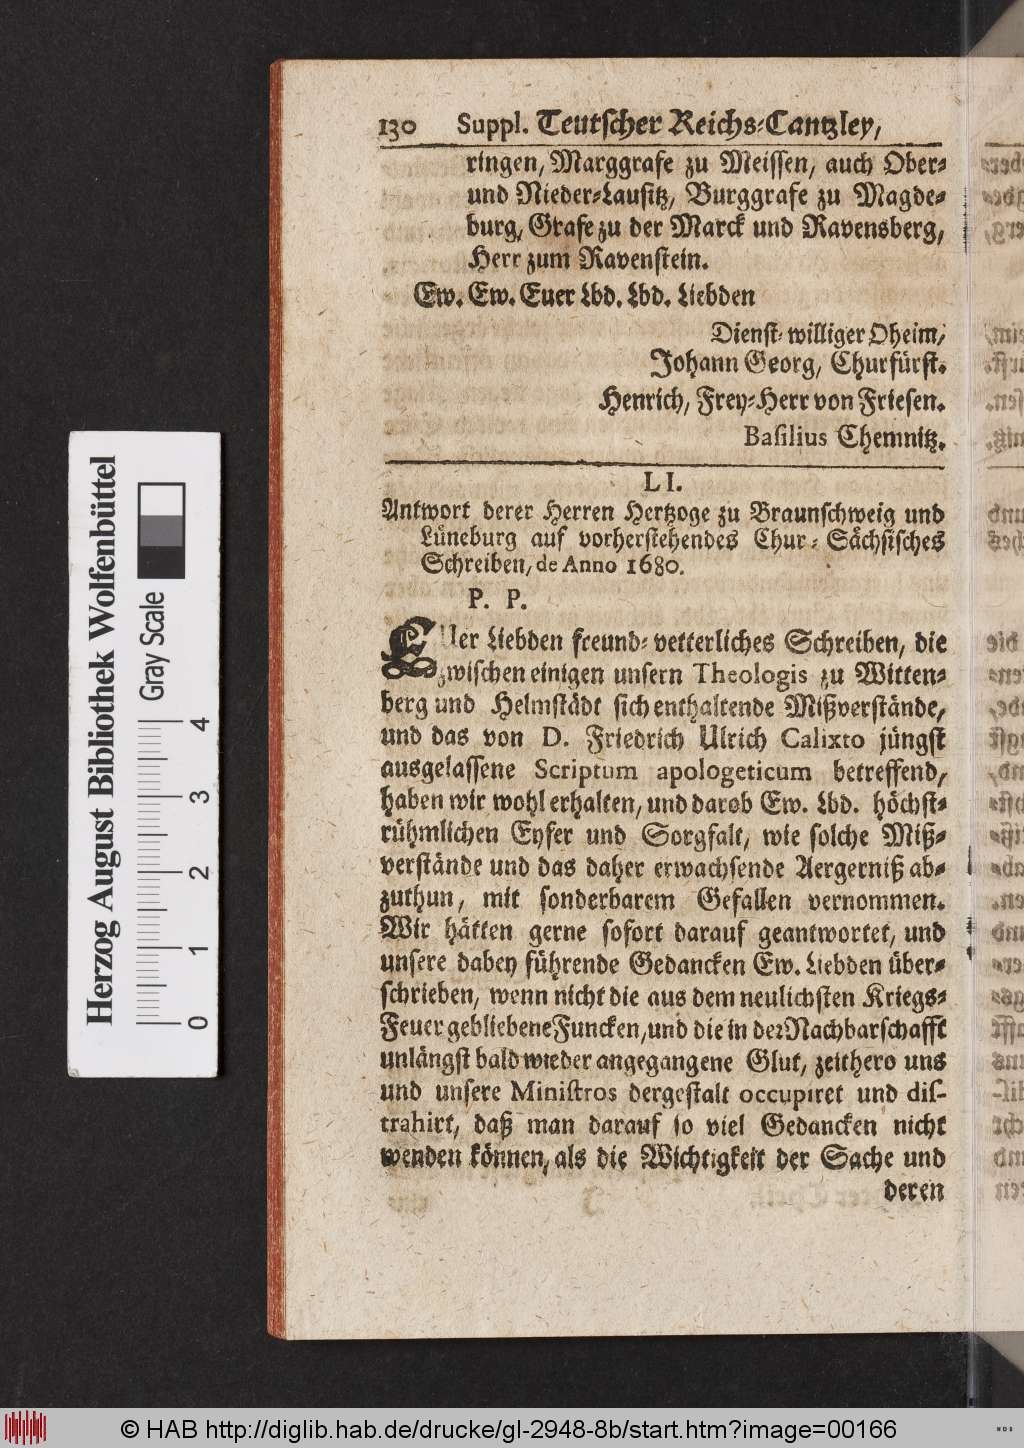 130 Suppl. Teutſcher Reichs-Cantzley,
ringen, Marggrafe zu Meiſſen, auch Ober-
und Nieder-Lauſitz, Burggrafe zu Magde-
burg, Grafe zu der Marck und Ravensberg,
Herr zum Ravenſtein.
Ew. Ew. Euer Lbd. Lbd. Liebden
Dienſt-williger Oheim,
Johann Georg, Churfürſt.
Henrich, Frey-Herr von Frieſen.
Baſilius Chemnitz.
LI.
Antwort derer Herren Hertzoge zu Braunſchweig und
Lüneburg auf vorherſtehendes Chur-Sächſiſches
Schreiben, de Anno 1680.
P. P.
EUer Liebden freund-vetterliches Schreiben, die
zwiſchen einigen unſern Theologis zu Witten-
berg und Helmſtädt ſich enthaltende Mißverſtände,
und das von D. Friedrich Ulrich Calixto jüngſt
ausgelaſſene Scriptum apologeticum betreffend,
haben wir wohl erhalten, und darob Ew. Lbd. höchſt-
rühmlichen Eyfer und Sorgfalt, wie ſolche Miß-
verſtände und das daher erwachſende Aergerniß ab-
zuthun, mit ſonderbarem Gefallen vernommen.
Wir hätten gerne ſofort darauf geantwortet, und
unſere dabey führende Gedancken Ew. Liebden über-
ſchrieben, wenn nicht die aus dem neulichſten Kriegs-
Feuer gebliebene Funcken, und die in der Nachbarſchafft
unlängſt bald wieder angegangene Glut, zeithero uns
und unſere Miniſtros dergeſtalt occupiret und diſ-
trahirt, daß man darauf ſo viel Gedancken nicht
wenden können, als die Wichtigkeit der Sache und
deren
Herzog August Bibliothek Wolfenbüttel
Gray Scale
0 1 2 3 4
© HAB http://diglib.hab.de/drucke/gl-2948-8b/start.htm?image=00166